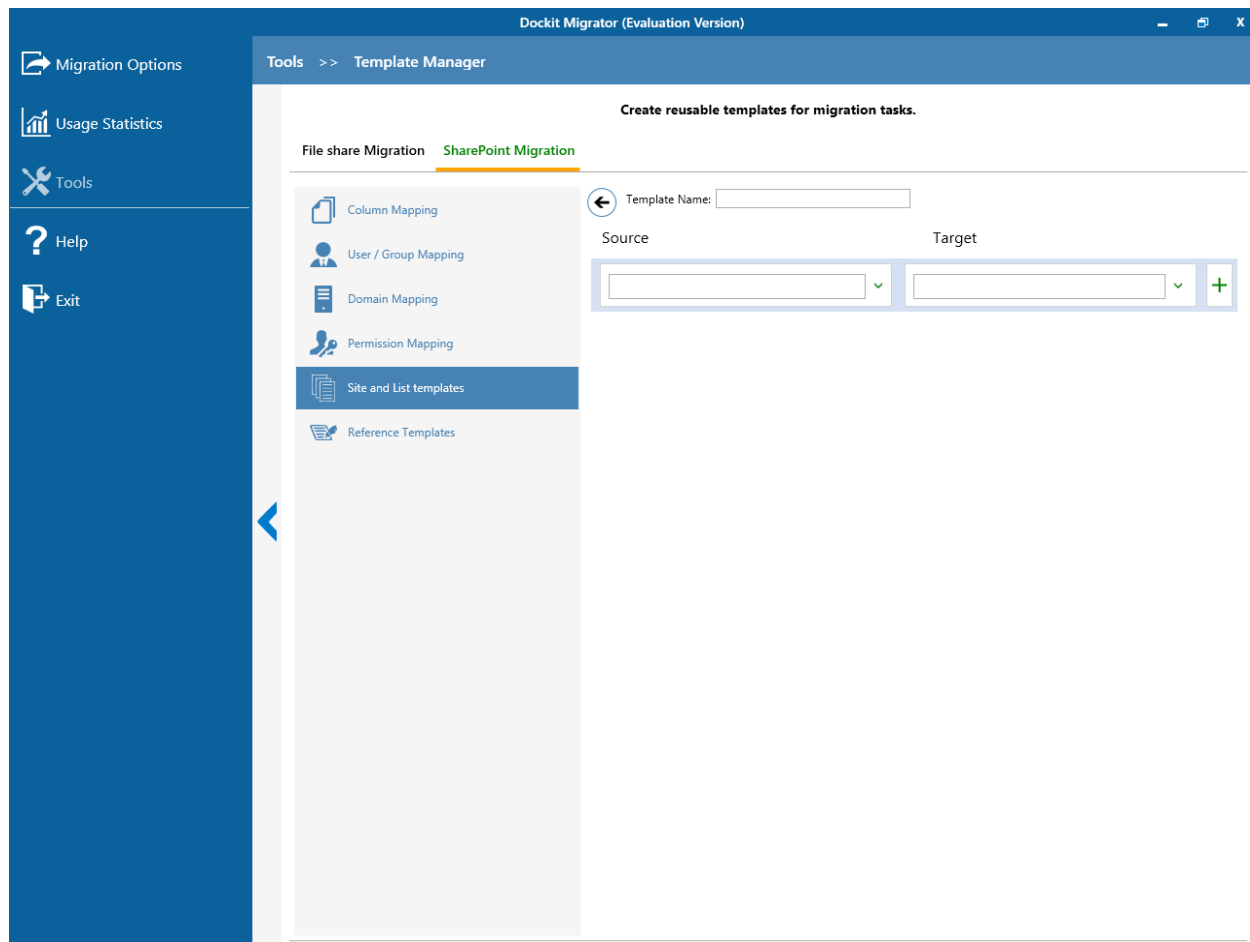 Dockit Migrator (Evaluation Version)
Migration Options
Usage Statistics
Tools
Help
Exit
Tools >> Template Manager
Create reusable templates for migration tasks.
File share Migration SharePoint Migration
Column Mapping
User / Group Mapping
Domain Mapping
Permission Mapping
Site and List templates
Reference Templates
Template Name:
Source Target